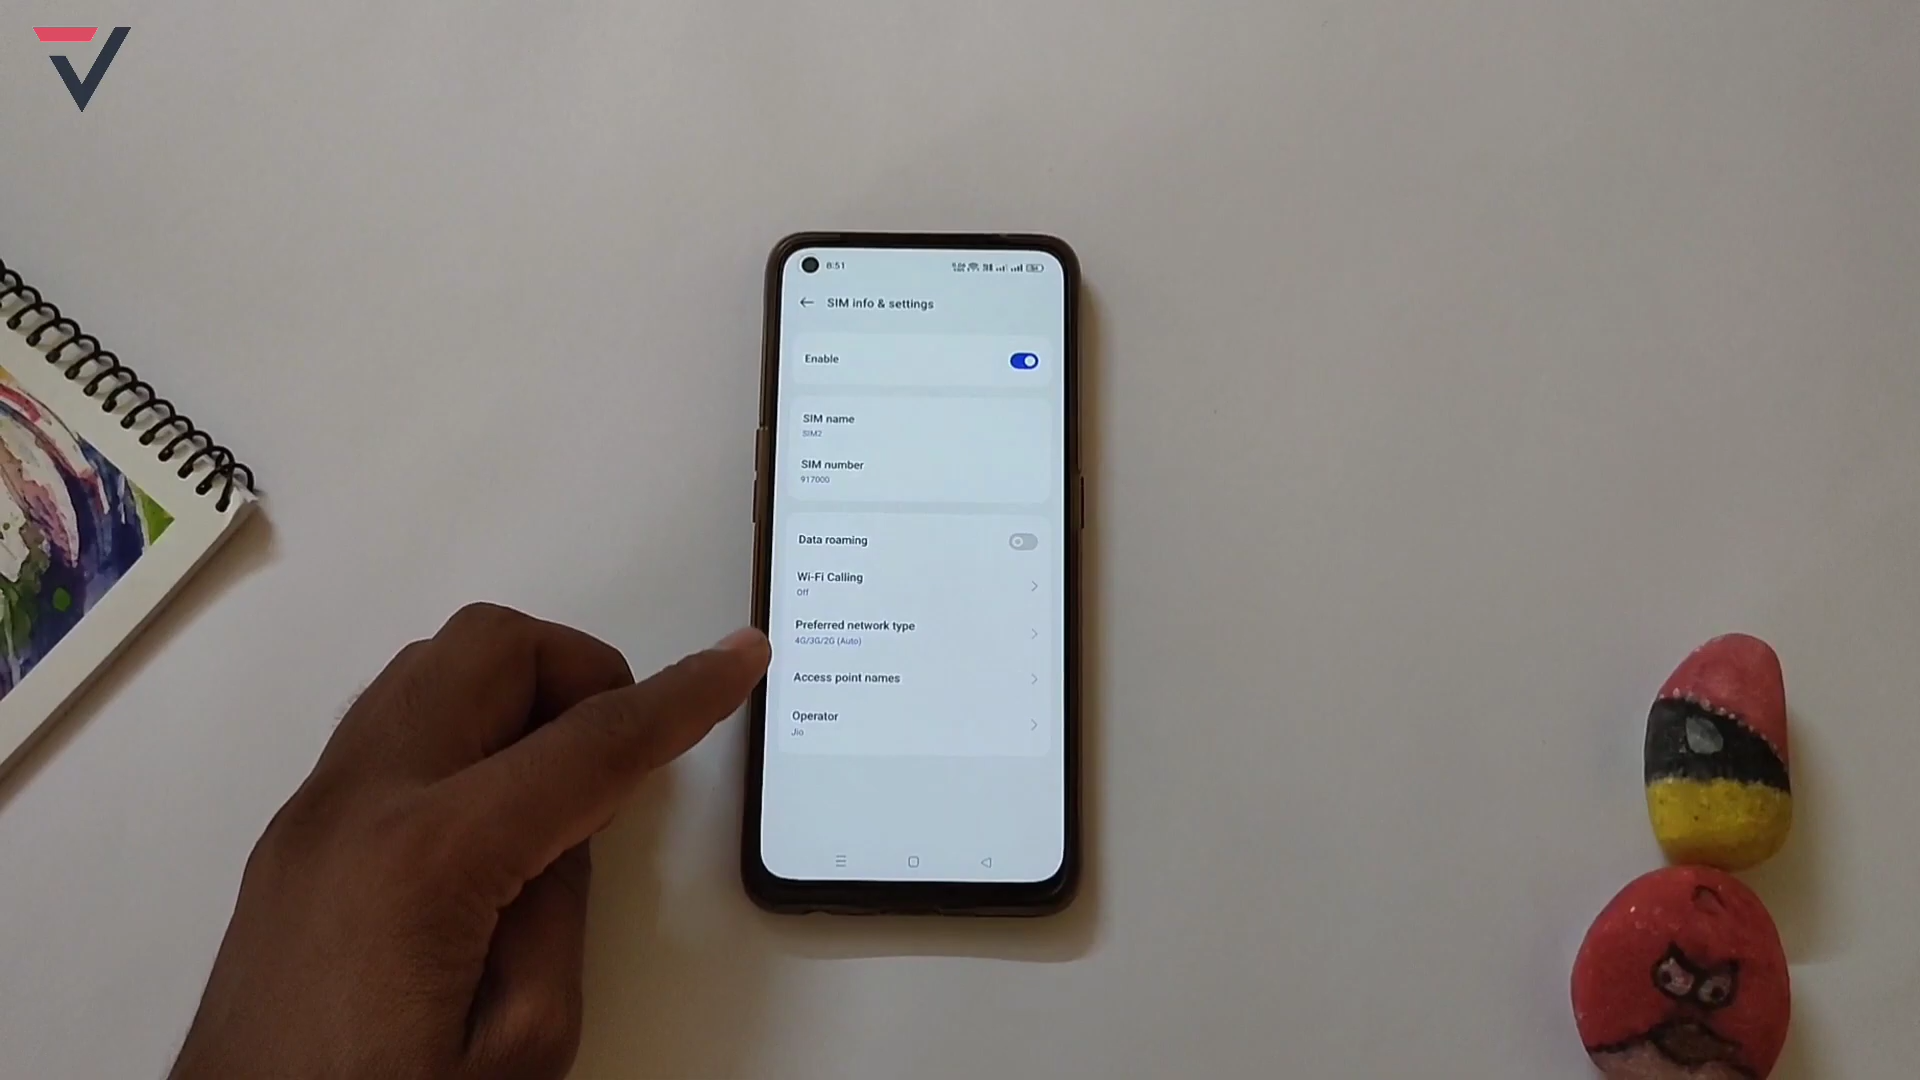 8:51
SIM info & settings
Enable
SIM name
SIM2
SIM number
917000
Data roaming
Wi-Fi Calling
Off
Preferred network type
4G/3G/2G (Auto)
Access point names
Operator
Jio